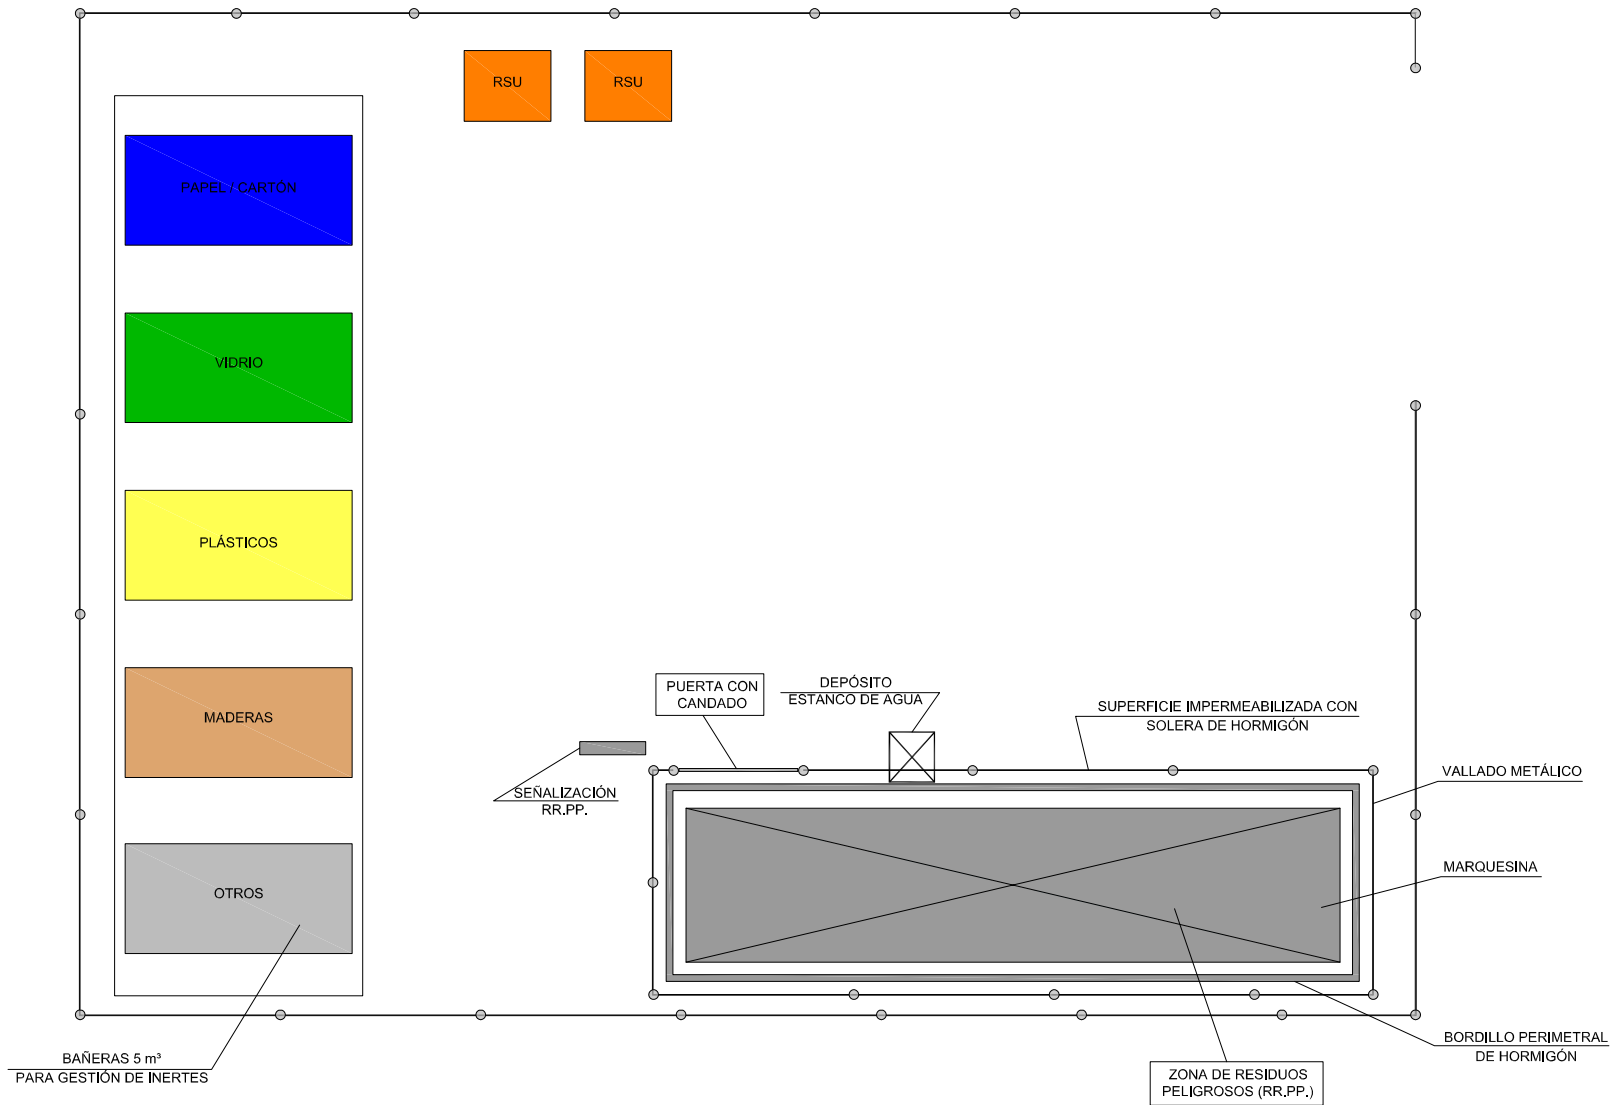 RSU
RSU
PAPEL / CARTÓN
VIDRIO
PLÁSTICOS
MADERAS
OTROS
BAÑERAS 5 m³
PARA GESTIÓN DE INERTES
PUERTA CON
CANDADO
DEPÓSITO
ESTANCO DE AGUA
SUPERFICIE IMPERMEABILIZADA CON
SOLERA DE HORMIGÓN
SEÑALIZACIÓN
RR.PP.
VALLADO METÁLICO
MARQUESINA
BORDILLO PERIMETRAL
DE HORMIGÓN
ZONA DE RESIDUOS
PELIGROSOS (RR.PP.)